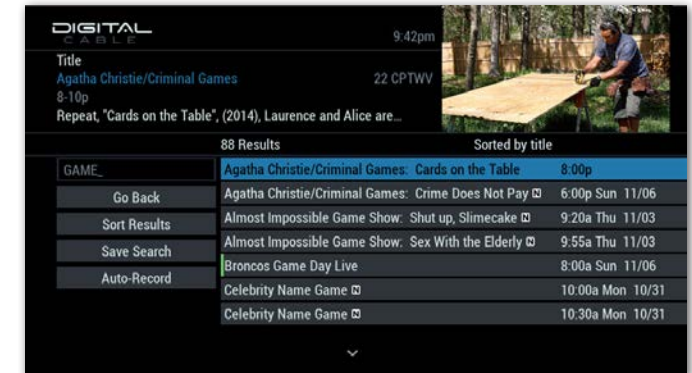 DIGITAL
CABLE
9:42pm
Title
Agatha Christie/Criminal Games 22 CPTWV
8-10p
Repeat, "Cards on the Table", (2014), Laurence and Alice are...
88 Results Sorted by title
GAME_
Agatha Christie/Criminal Games: Cards on the Table 8:00p
Go Back
Agatha Christie/Criminal Games: Crime Does Not Pay N 6:00p Sun 11/06
Sort Results
Almost Impossible Game Show: Shut up, Slimecake N 9:20a Thu 11/03
Save Search
Almost Impossible Game Show: Sex With the Elderly N 9:55a Thu 11/03
Auto-Record
Broncos Game Day Live 8:00a Sun 11/06
Celebrity Name Game N 10:00a Mon 10/31
Celebrity Name Game N 10:30a Mon 10/31